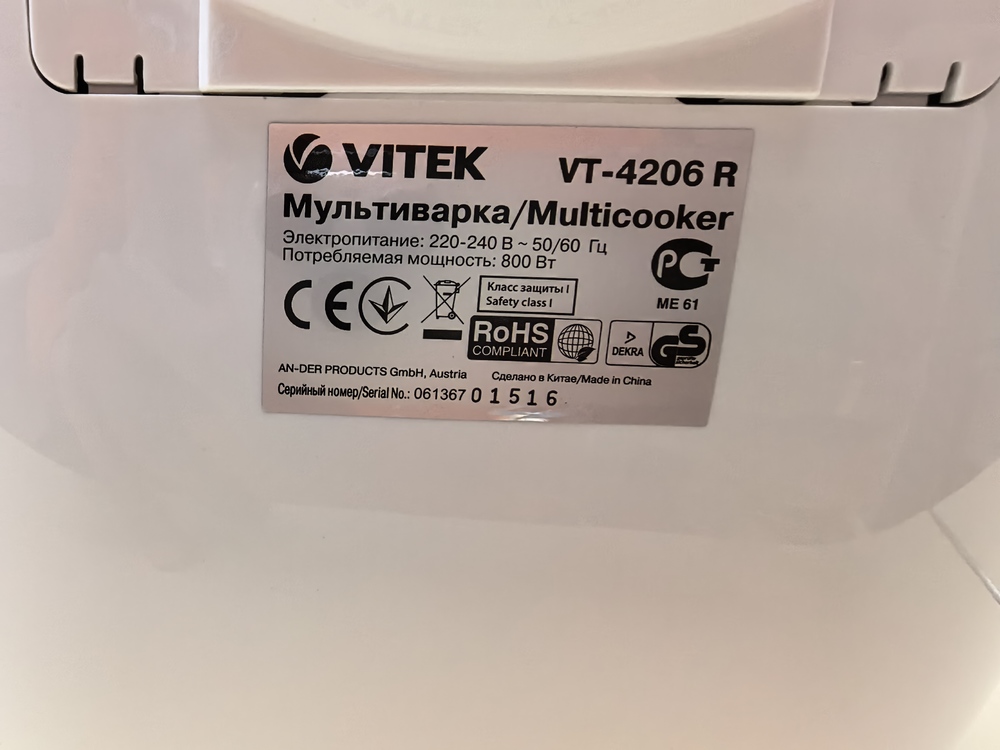 VITEK VT-4206 R
Мультиварка/Multicooker
Электропитание: 220-240 В ~ 50/60 Гц
Потребляемая мощность: 800 Вт
РСТ
ME 61
CE
Класс защиты I
Safety class I
RoHS
COMPLIANT
DEKRA
GS
AN-DER PRODUCTS GmbH, Austria Сделано в Китае/Made in China
Серийный номер/Serial No.: 061367 01516